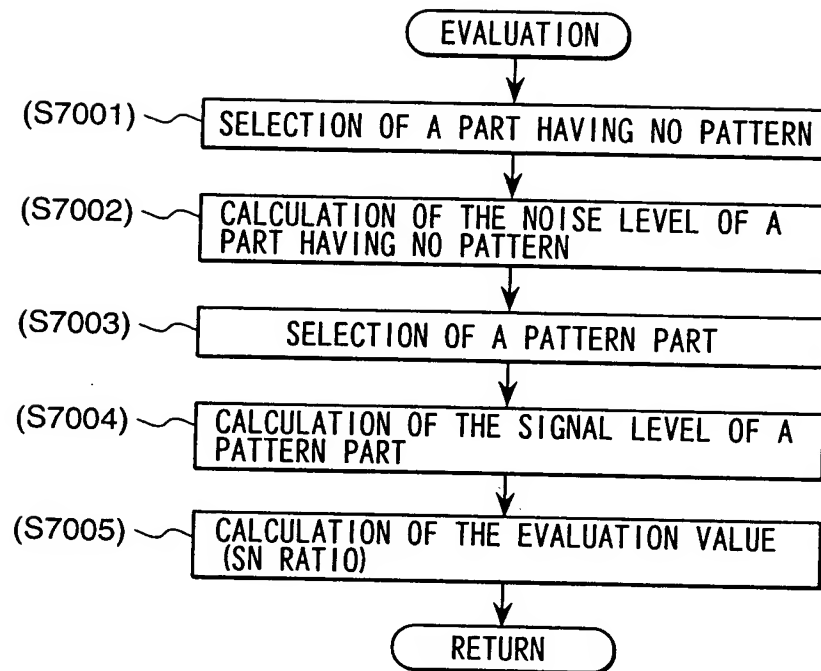 EVALUATION
(S7001)
SELECTION OF A PART HAVING NO PATTERN
(S7002)
CALCULATION OF THE NOISE LEVEL OF A
PART HAVING NO PATTERN
(S7003)
SELECTION OF A PATTERN PART
(S7004)
CALCULATION OF THE SIGNAL LEVEL OF A
PATTERN PART
(S7005)
CALCULATION OF THE EVALUATION VALUE
(SN RATIO)
RETURN